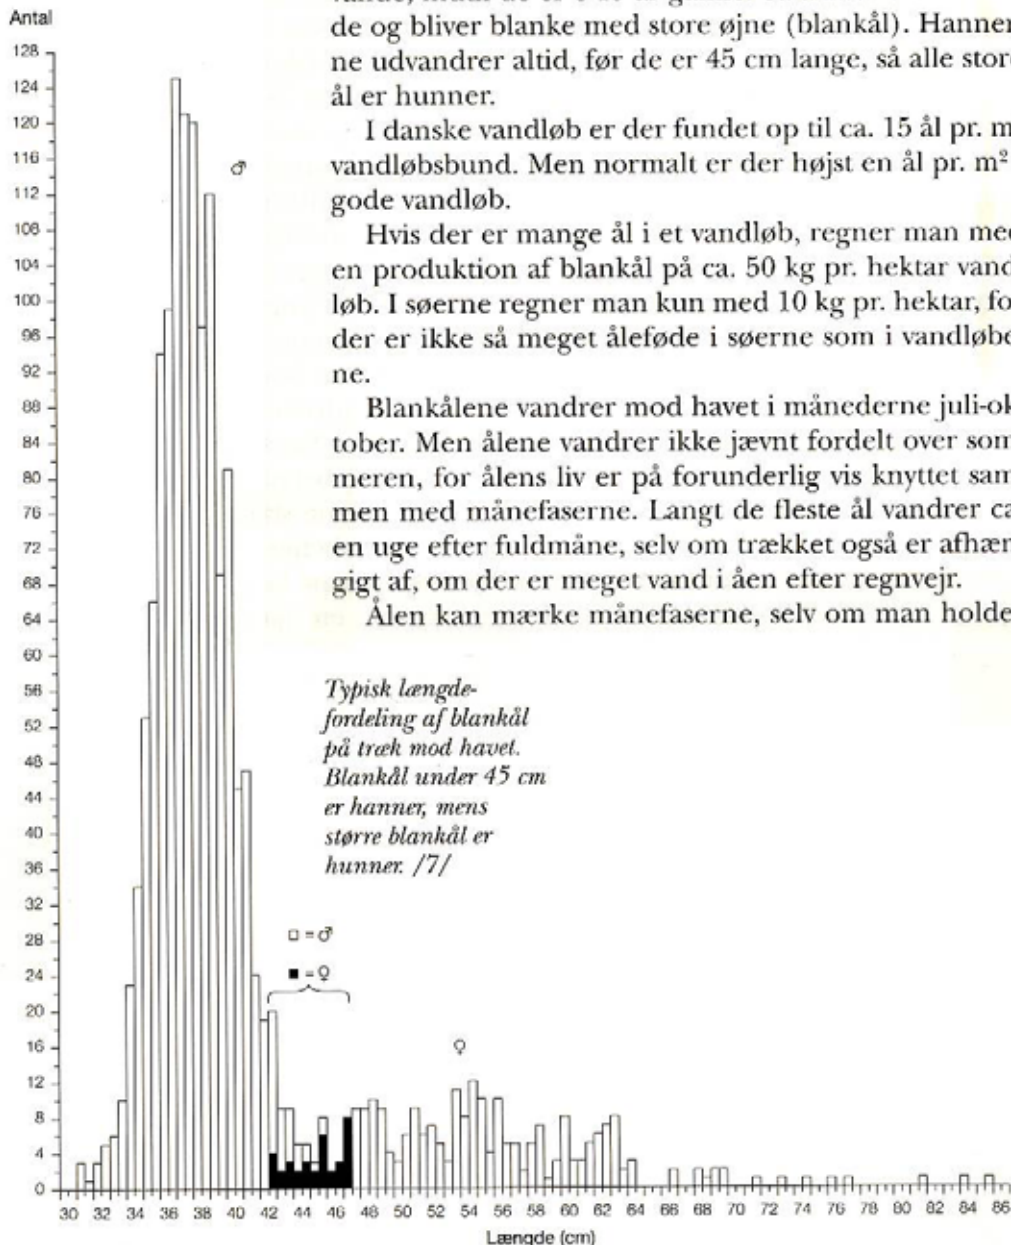 Antal
128
124
120
116
112
108
104
100
96
92
88
84
80
76
72
68
64
60
56
52
48
44
40
36
32
28
24
20
16
12
8
4
0
♂
de og bliver blanke med store øjne (blankål). Hanner
ne udvandrer altid, før de er 45 cm lange, så alle store
ål er hunner.
I danske vandløb er der fundet op til ca. 15 ål pr. m
vandløbsbund. Men normalt er der højst en ål pr. m²
gode vandløb.
Hvis der er mange ål i et vandløb, regner man med
en produktion af blankål på ca. 50 kg pr. hektar vand
løb. I søerne regner man kun med 10 kg pr. hektar, fo
der er ikke så meget åleføde i søerne som i vandløbe
ne.
Blankålene vandrer mod havet i månederne juli-ok
tober. Men ålene vandrer ikke jævnt fordelt over som
meren, for ålens liv er på forunderlig vis knyttet sam
men med månefaserne. Langt de fleste ål vandrer ca
en uge efter fuldmåne, selv om trækket også er afhæn
gigt af, om der er meget vand i åen efter regnvejr.
Ålen kan mærke månefaserne, selv om man holde
Typisk længde-
fordeling af blankål
på træk mod havet.
Blankål under 45 cm
er hanner, mens
større blankål er
hunner. /7/
□ = ♂
■ = ♀
♀
30 32 34 36 38 40 42 44 46 48 50 52 54 56 58 60 62 64 66 68 70 72 74 76 78 80 82 84 86
Længde (cm)